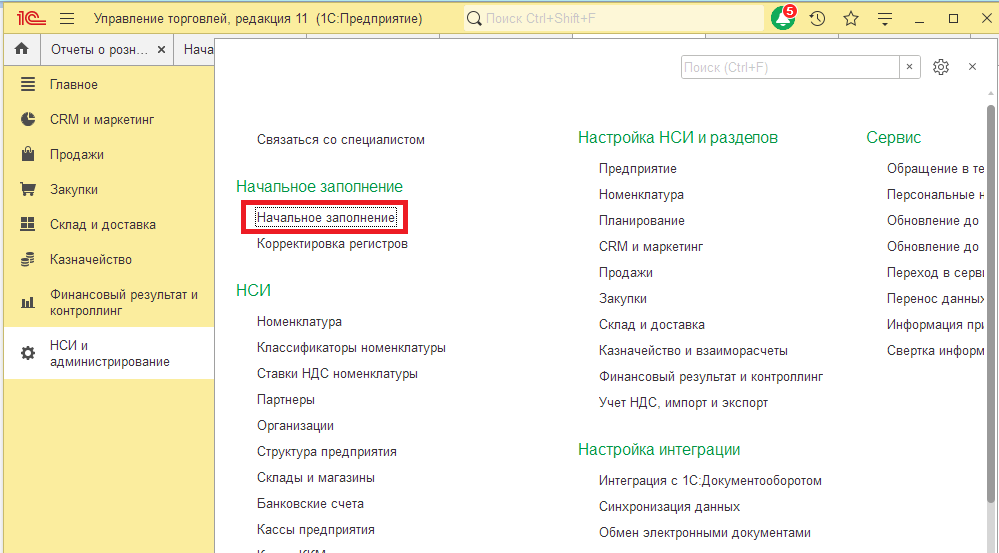 1С Управление торговлей, редакция 11 (1С:Предприятие)
Поиск Ctrl+Shift+F
5
Отчеты о розн... ×
Нача
Главное
CRM и маркетинг
Продажи
Закупки
Склад и доставка
Казначейство
Финансовый результат и
контроллинг
НСИ и
администрирование
Поиск (Ctrl+F)
Связаться со специалистом
Начальное заполнение
Начальное заполнение
Корректировка регистров
НСИ
Номенклатура
Классификаторы номенклатуры
Ставки НДС номенклатуры
Партнеры
Организации
Структура предприятия
Склады и магазины
Банковские счета
Кассы предприятия
Настройка НСИ и разделов
Предприятие
Номенклатура
Планирование
CRM и маркетинг
Продажи
Закупки
Склад и доставка
Казначейство и взаиморасчеты
Финансовый результат и контроллинг
Учет НДС, импорт и экспорт
Настройка интеграции
Интеграция с 1С:Документооборотом
Синхронизация данных
Обмен электронными документами
Сервис
Обращение в те
Персональные н
Обновление до
Обновление до
Переход в серви
Перенос данных
Информация при
Свертка информ